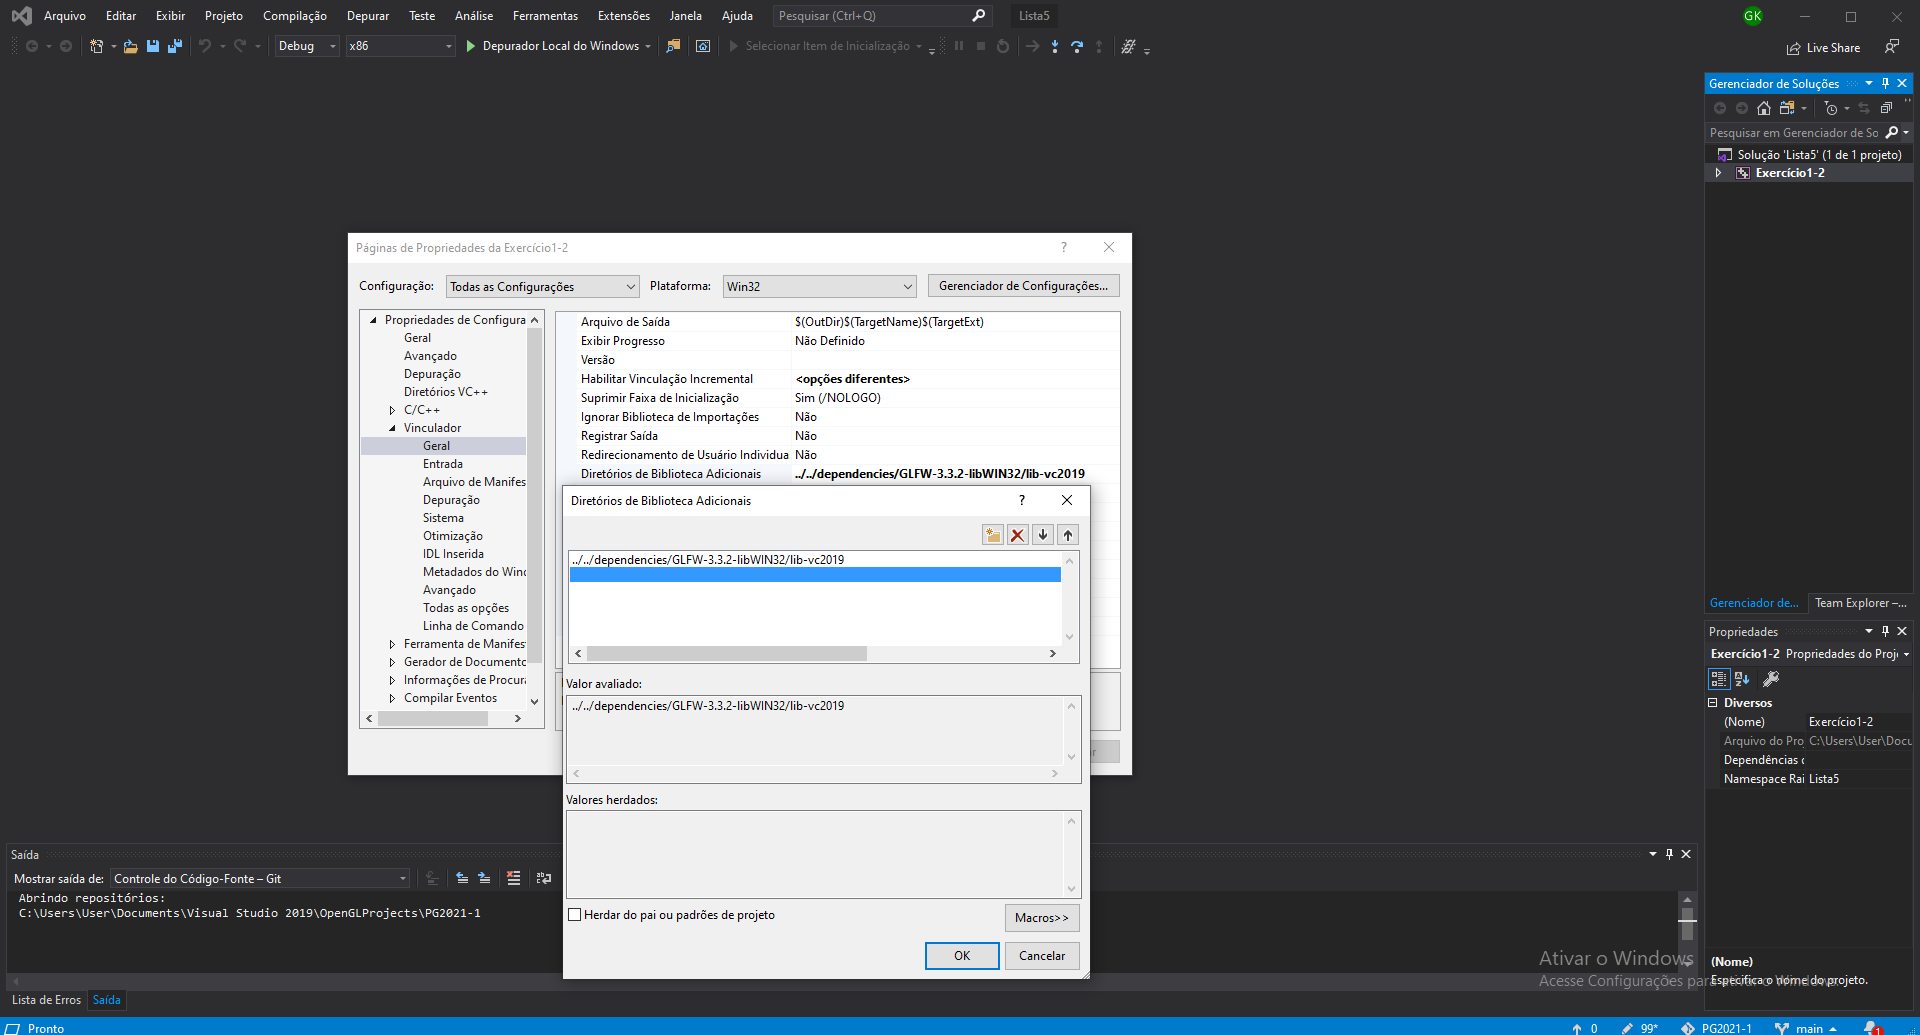 Arquivo Editar Exibir Projeto Compilação Depurar Teste Análise Ferramentas Extensões Janela Ajuda Pesquisar (Ctrl+Q) Lista5 GK
Debug x86 Depurador Local do Windows Selecionar Item de Inicialização Live Share
Gerenciador de Soluções
Pesquisar em Gerenciador de So
Solução 'Lista5' (1 de 1 projeto)
Exercício1-2
Páginas de Propriedades da Exercício1-2 ?
Configuração: Todas as Configurações Plataforma: Win32 Gerenciador de Configurações...
Propriedades de Configura
Geral
Avançado
Depuração
Diretórios VC++
C/C++
Vinculador
Geral
Entrada
Arquivo de Manifes
Depuração
Sistema
Otimização
IDL Inserida
Metadados do Winc
Avançado
Todas as opções
Linha de Comando
Ferramenta de Manifes
Gerador de Documento
Informações de Procura
Compilar Eventos
Arquivo de Saída $(OutDir)$(TargetName)$(TargetExt)
Exibir Progresso Não Definido
Versão
Habilitar Vinculação Incremental <opções diferentes>
Suprimir Faixa de Inicialização Sim (/NOLOGO)
Ignorar Biblioteca de Importações Não
Registrar Saída Não
Redirecionamento de Usuário Individua Não
Diretórios de Biblioteca Adicionais ../../dependencies/GLFW-3.3.2-libWIN32/lib-vc2019
Diretórios de Biblioteca Adicionais ?
../../dependencies/GLFW-3.3.2-libWIN32/lib-vc2019
Valor avaliado:
../../dependencies/GLFW-3.3.2-libWIN32/lib-vc2019
Valores herdados:
Herdar do pai ou padrões de projeto
Macros>>
OK Cancelar
Gerenciador de... Team Explorer –...
Propriedades
Exercício1-2 Propriedades do Proje
Diversos
(Nome) Exercício1-2
Arquivo do Pro C:\Users\User\Docu
Dependências
Namespace Rai Lista5
(Nome)
Especifica o nome do projeto.
Saída
Mostrar saída de: Controle do Código-Fonte – Git
Abrindo repositórios:
C:\Users\User\Documents\Visual Studio 2019\OpenGLProjects\PG2021-1
Ativar o Windows
Acesse Configurações para ativar o Windows.
Lista de Erros Saída
Pronto 0 99* PG2021-1 main 1